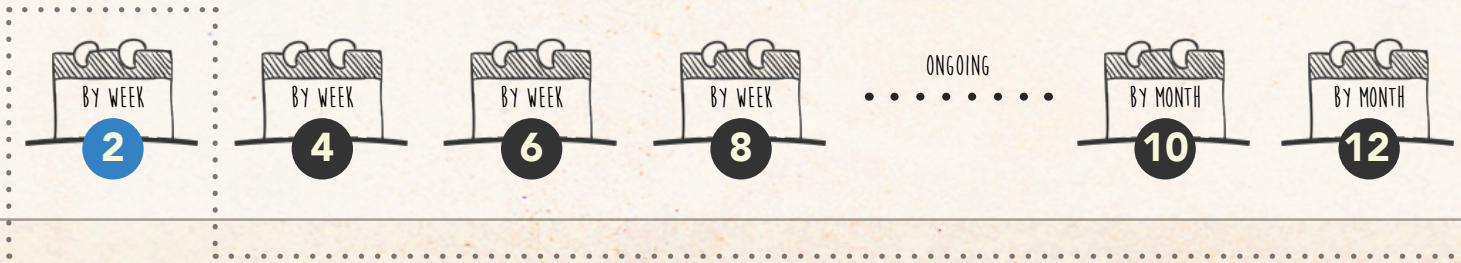 BY WEEK
2
BY WEEK
4
BY WEEK
6
BY WEEK
8
ONGOING
BY MONTH
10
BY MONTH
12